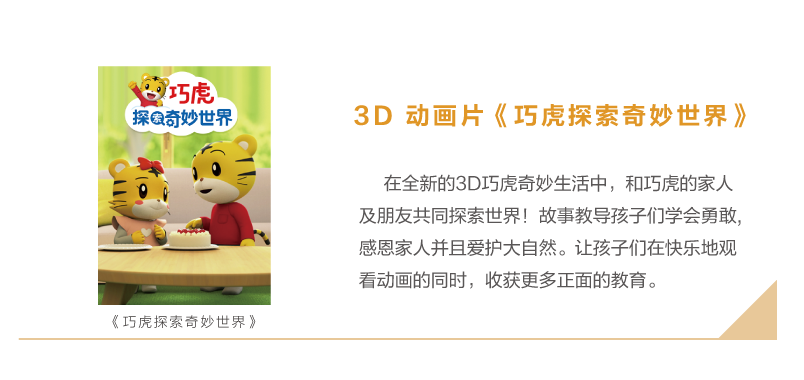 巧虎
探索奇妙世界
《巧虎探索奇妙世界》
3D 动画片《巧虎探索奇妙世界》
在全新的3D巧虎奇妙生活中，和巧虎的家人
及朋友共同探索世界！故事教导孩子们学会勇敢,
感恩家人并且爱护大自然。让孩子们在快乐地观
看动画的同时，收获更多正面的教育。